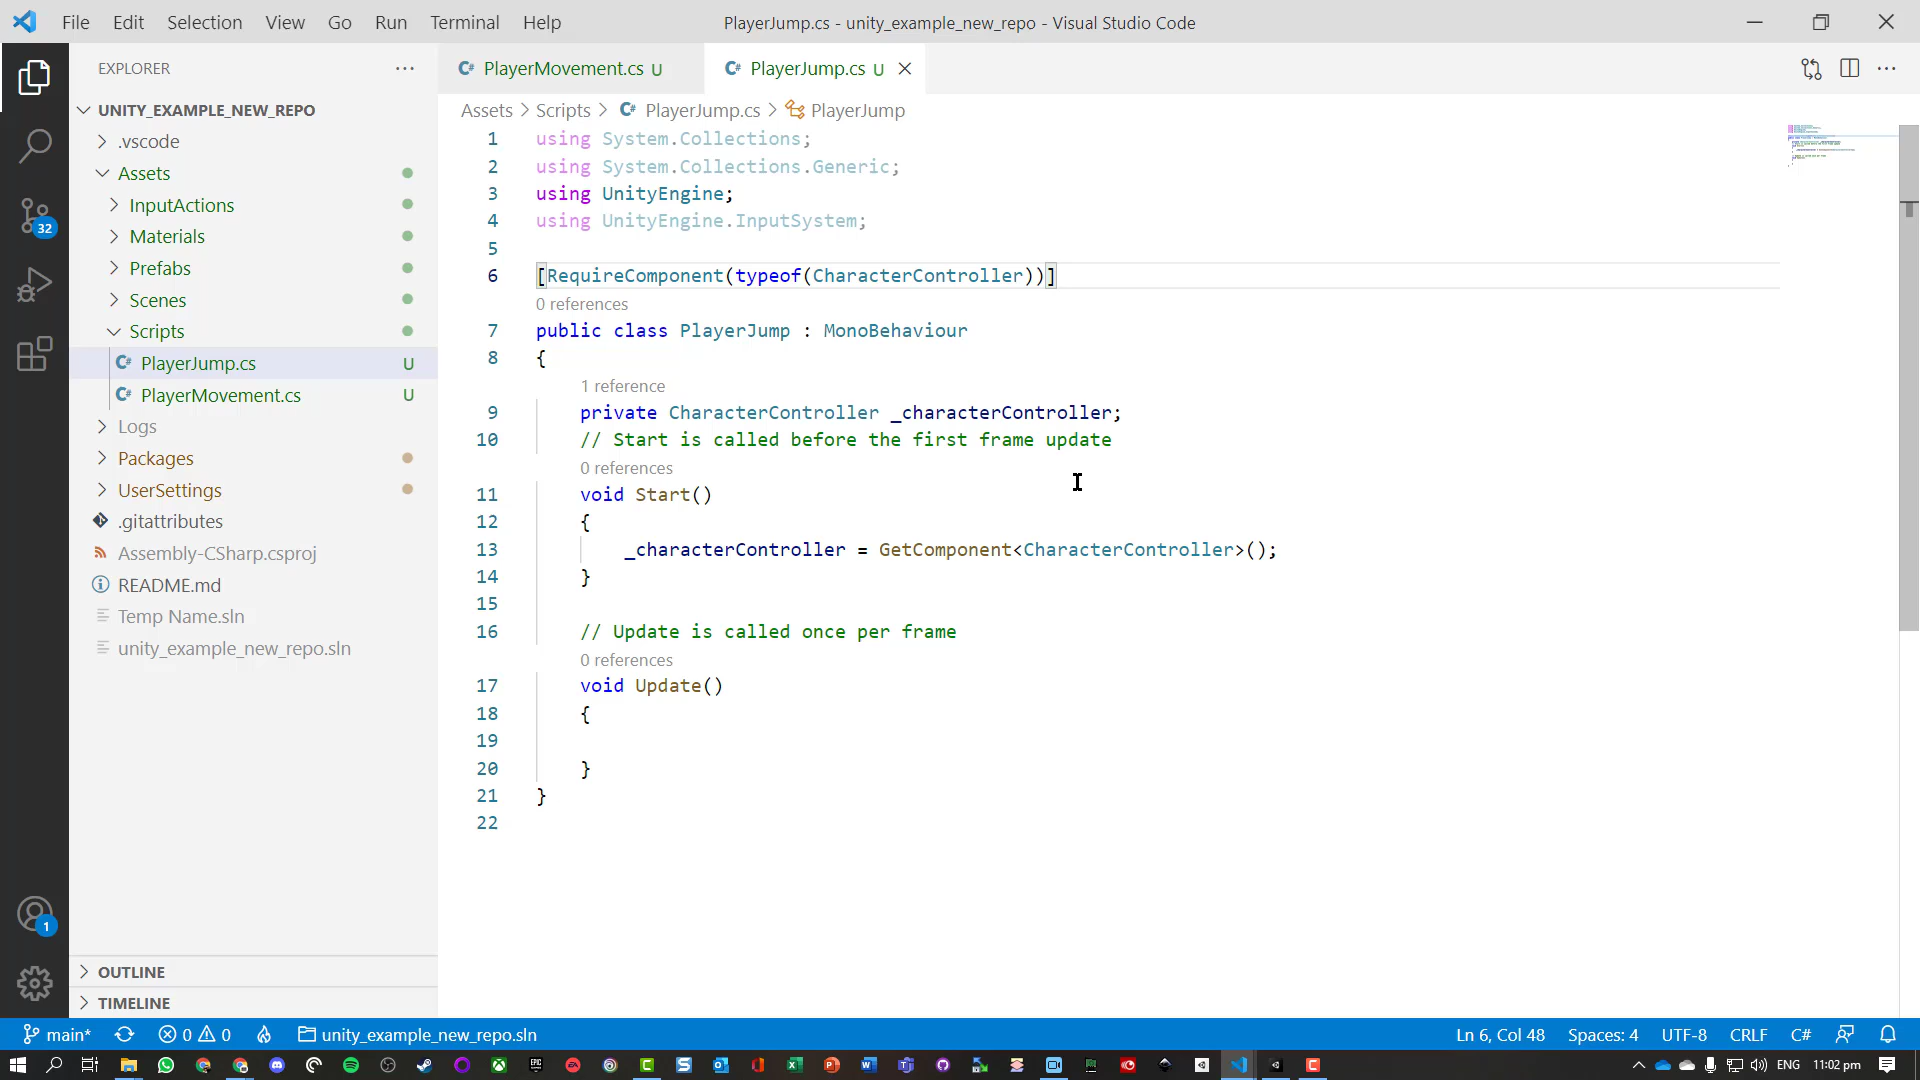 File Edit Selection View Go Run Terminal Help
PlayerJump.cs - unity_example_new_repo - Visual Studio Code
EXPLORER
UNITY_EXAMPLE_NEW_REPO
.vscode
Assets
InputActions
Materials
Prefabs
Scenes
Scripts
PlayerJump.cs U
PlayerMovement.cs U
Logs
Packages
UserSettings
.gitattributes
Assembly-CSharp.csproj
README.md
Temp Name.sln
unity_example_new_repo.sln
OUTLINE
TIMELINE
32
1
PlayerMovement.cs U
PlayerJump.cs U
Assets > Scripts > PlayerJump.cs > PlayerJump
1 using System.Collections;
2 using System.Collections.Generic;
3 using UnityEngine;
4 using UnityEngine.InputSystem;
5
6 [RequireComponent(typeof(CharacterController))]
0 references
7 public class PlayerJump : MonoBehaviour
8 {
1 reference
9 private CharacterController _characterController;
10 // Start is called before the first frame update
0 references
11 void Start()
12 {
13 _characterController = GetComponent<CharacterController>();
14 }
15
16 // Update is called once per frame
0 references
17 void Update()
18 {
19
20 }
21 }
22
main* 0 0 unity_example_new_repo.sln
Ln 6, Col 48 Spaces: 4 UTF-8 CRLF C#
ENG 11:02 pm